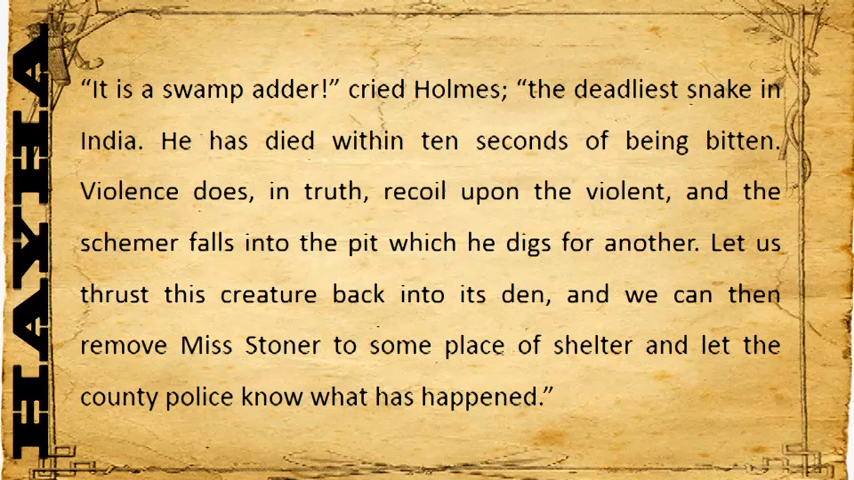 HAYHA
“It is a swamp adder!” cried Holmes; “the deadliest snake in
India. He has died within ten seconds of being bitten.
Violence does, in truth, recoil upon the violent, and the
schemer falls into the pit which he digs for another. Let us
thrust this creature back into its den, and we can then
remove Miss Stoner to some place of shelter and let the
county police know what has happened.”